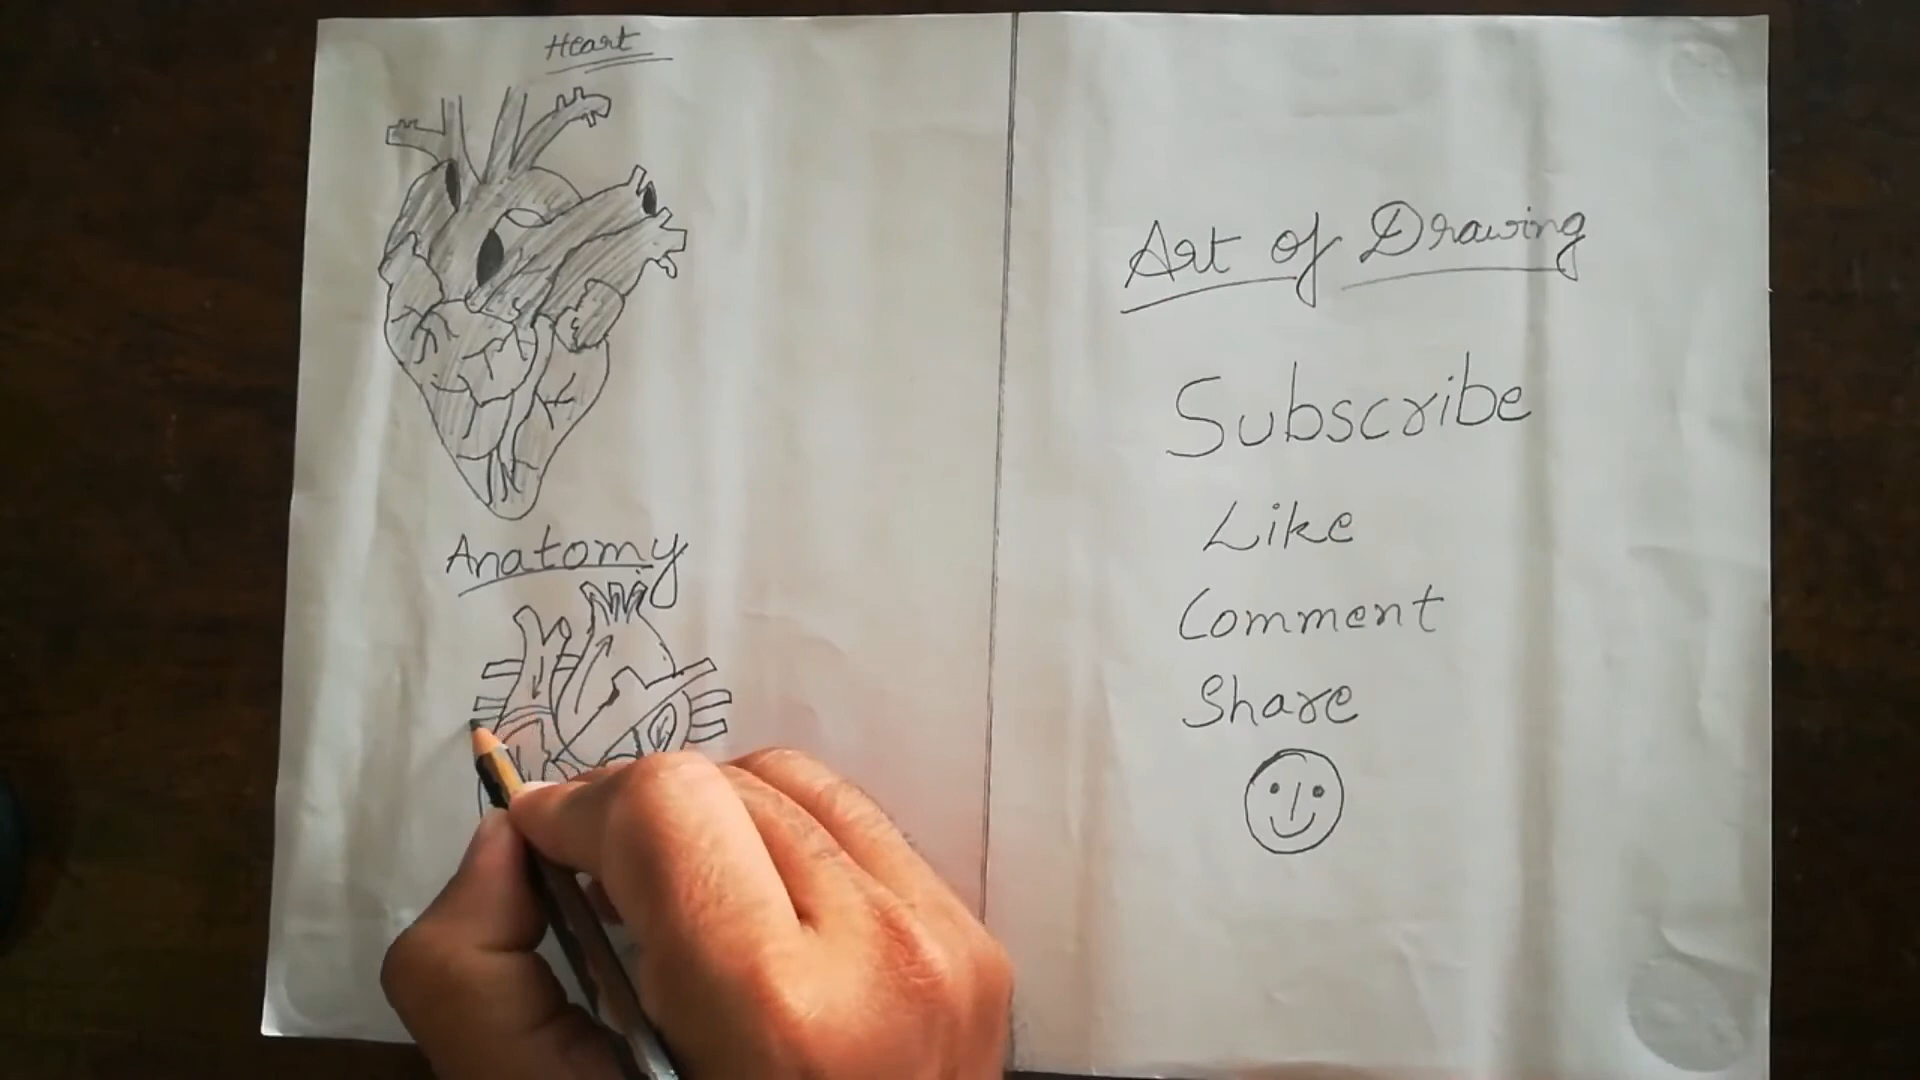 Heart
Anatomy
Art of Drawing
Subscribe
Like
Comment
Share